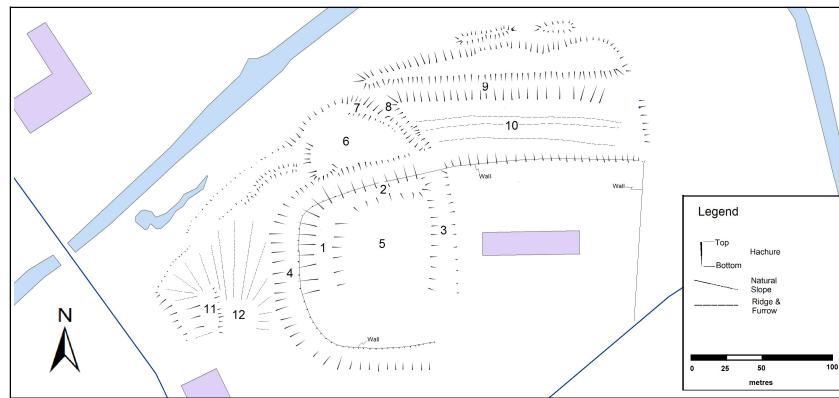 9
7
8
10
6
Wall
2
Wall
1
5
3
4
11
12
N
Wall
Legend
Top
Hachure
Bottom
Natural
Slope
Ridge &
Furrow
0 25 50 100
metres